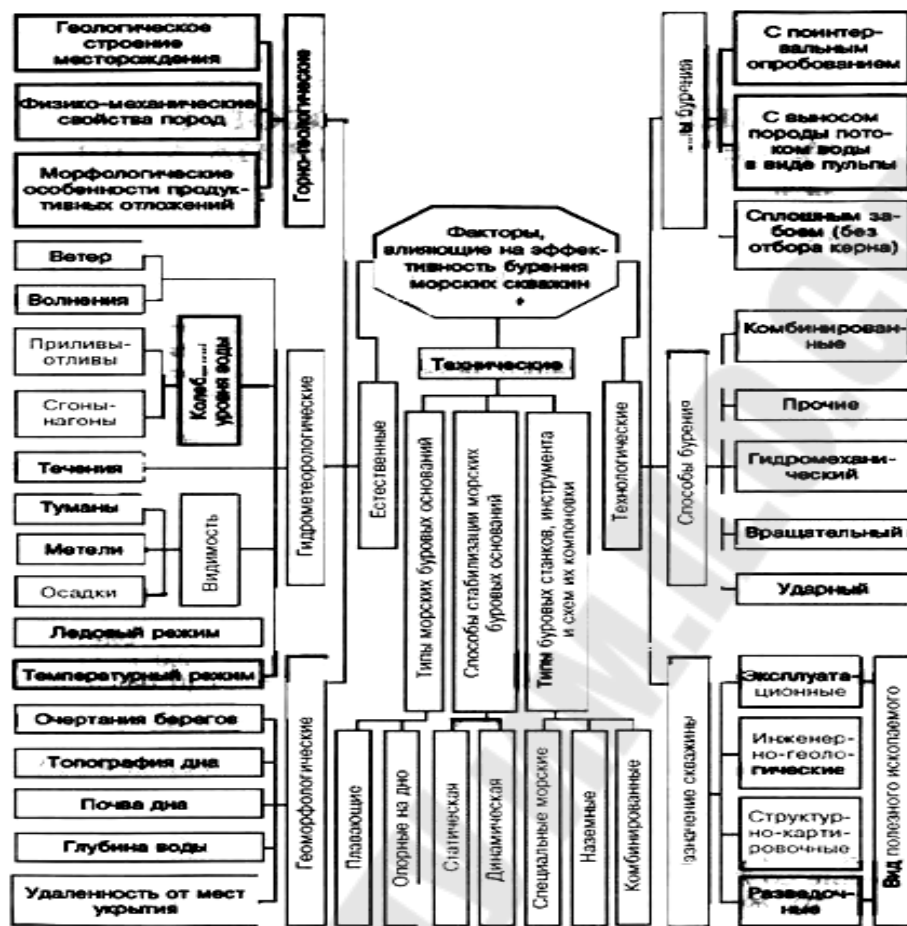 Геологическое
строение
месторождения
Физико-механические
свойства пород
Морфологические
особенности продук-
тивных отложений
Горно-геологические
Ветер
Волнения
Приливы-
отливы
Сгоны-
нагоны
уровня воды
Течения
Туманы
Метели
Осадки
Видимость
Ледовый режим
Температурный режим
Гидрометеорологические
Очертания берегов
Топография дна
Почва дна
Глубина воды
Удаленность от мест
укрытия
Геоморфологические
Естественные
Факторы,
влияющие на эффек-
тивность бурения
морских скважин
Технические
Типы морских буровых оснований
Способы стабилизации морских
буровых оснований
Типы буровых станков, инструмента
и схем их компоновки
Плавающие
Опорные на дно
Статическая
Динамическая
Специальные морские
Наземные
Комбинированные
Технологические
бурения
С поинтер-
вальным
опробованием
С выносом
породы пото-
ком воды
в виде пульпы
Сплошным за-
боем (без
отбора керна)
Способы бурения
Комбинирован-
ные
Прочие
Гидромехани-
ческий
Вращательный
Ударный
азначение скважины
Эксплуата-
ционные
Инженер-
но-геоло-
гические
Структур-
но-карти-
ровочные
Разведоч-
ные
Вид полезного ископаемого